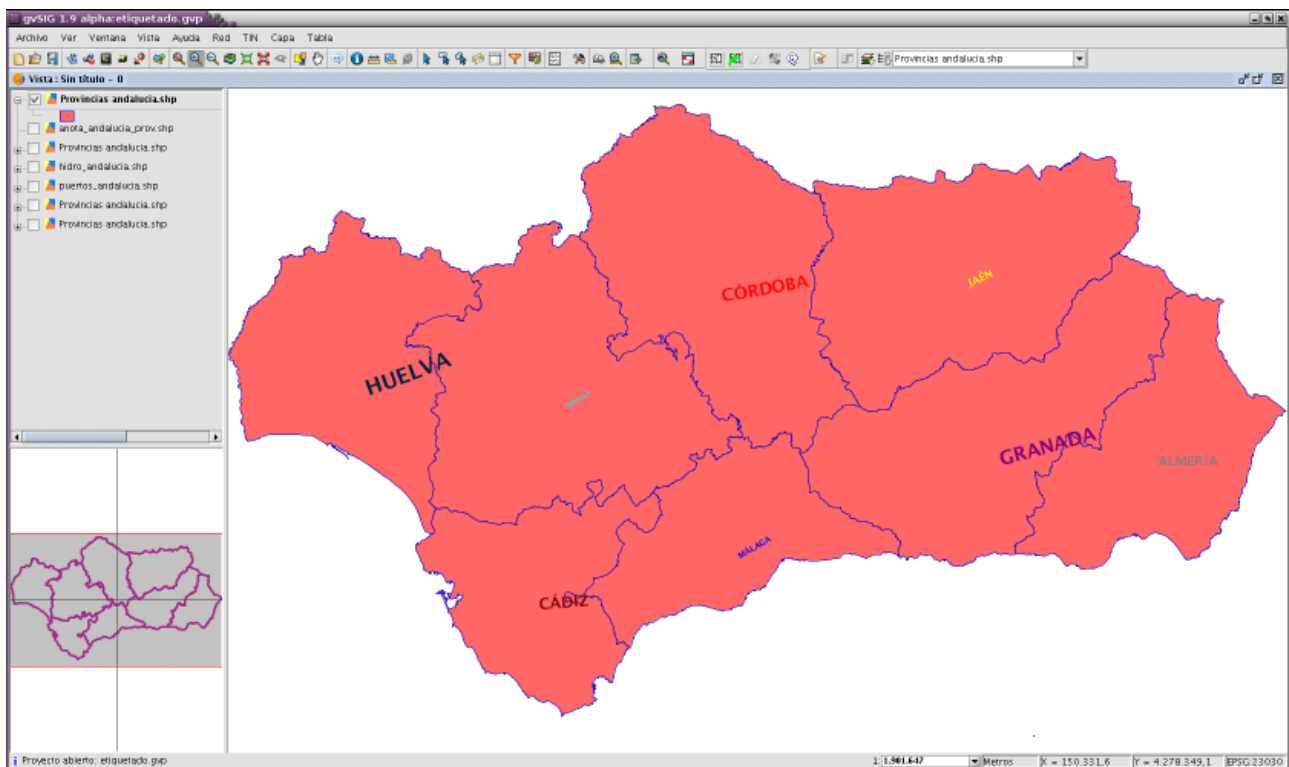 gvSIG 1.9 alpha:etiquetado.gvp
Archivo Ver Ventana Vista Ayuda Red TIN Capa Tabla
Provincias andalucia.shp
Vista: Sin título - 0
Provincias andalucia.shp
anota_andalucia_prov.shp
Provincias andalucia.shp
hidro_andalucia.shp
puertos_andalucia.shp
Provincias andalucia.shp
Provincias andalucia.shp
JAÉN
CÓRDOBA
HUELVA
GRANADA
ALMERÍA
MÁLAGA
CÁDIZ
Proyecto abierto: etiquetado.gvp
1: 1.901.647 Metros X = 150.331,6 Y = 4.278.349,1 EPSG:23030